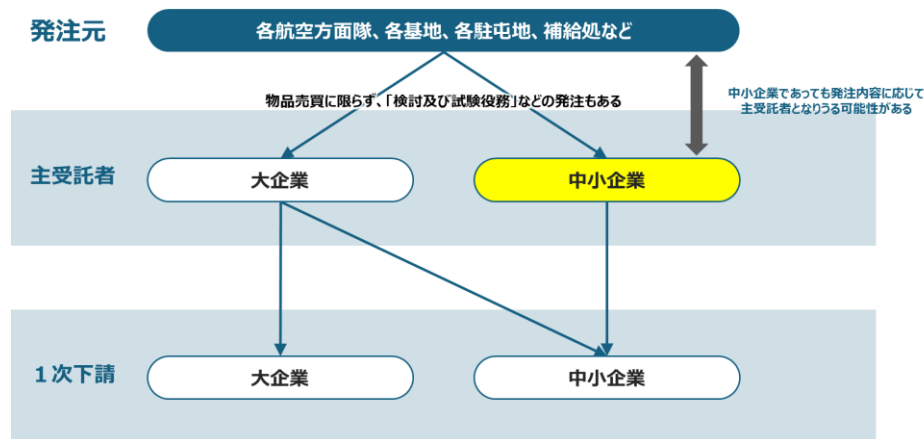 発注元
各航空方面隊、各基地、各駐屯地、補給処など
物品売買に限らず、「検討及び試験役務」などの発注もある
中小企業であっても発注内容に応じて
主受託者となりうる可能性がある
主受託者
大企業
中小企業
１次下請
大企業
中小企業